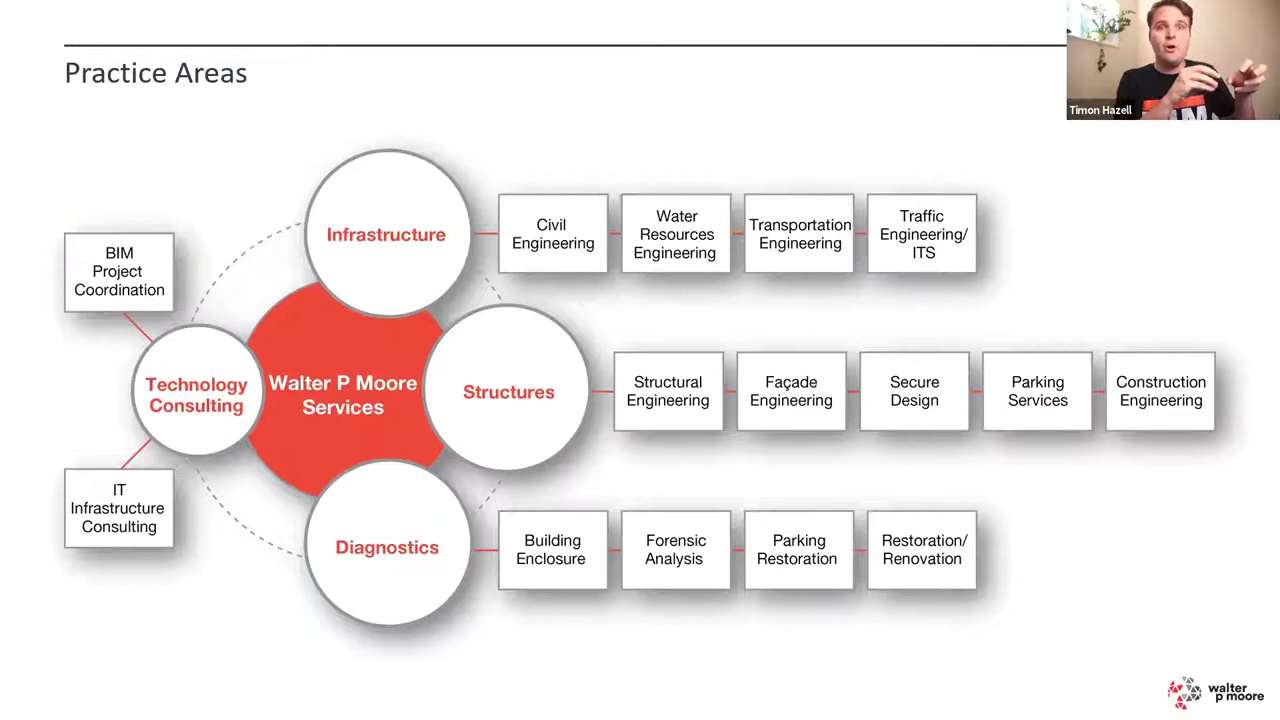 Practice Areas
Timon Hazell
Infrastructure
Civil
Engineering
Water
Resources
Engineering
Transportation
Engineering
Traffic
Engineering/
ITS
BIM
Project
Coordination
Technology
Consulting
Walter P Moore
Services
Structures
Structural
Engineering
Façade
Engineering
Secure
Design
Parking
Services
Construction
Engineering
IT
Infrastructure
Consulting
Diagnostics
Building
Enclosure
Forensic
Analysis
Parking
Restoration
Restoration/
Renovation
walter
p moore